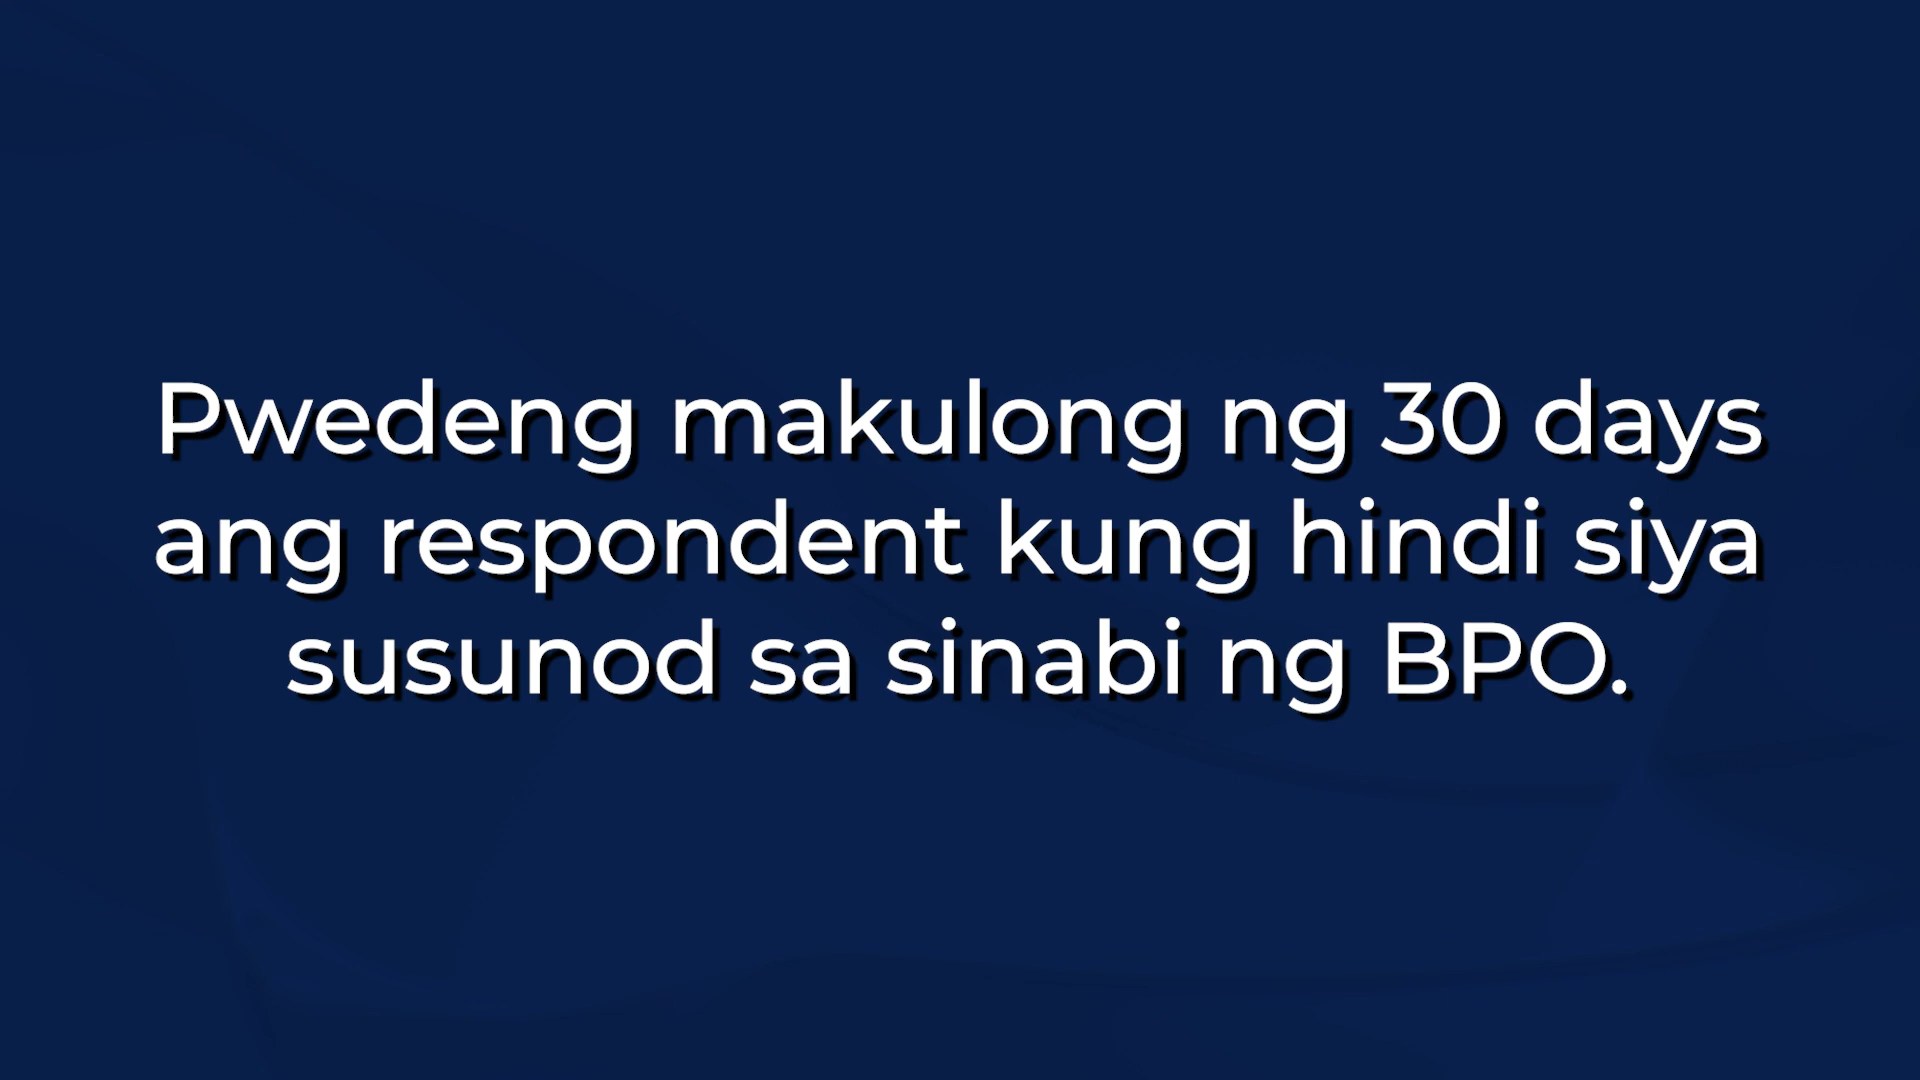 Pwedeng makulong ng 30 days
ang respondent kung hindi siya
susunod sa sinabi ng BPO.